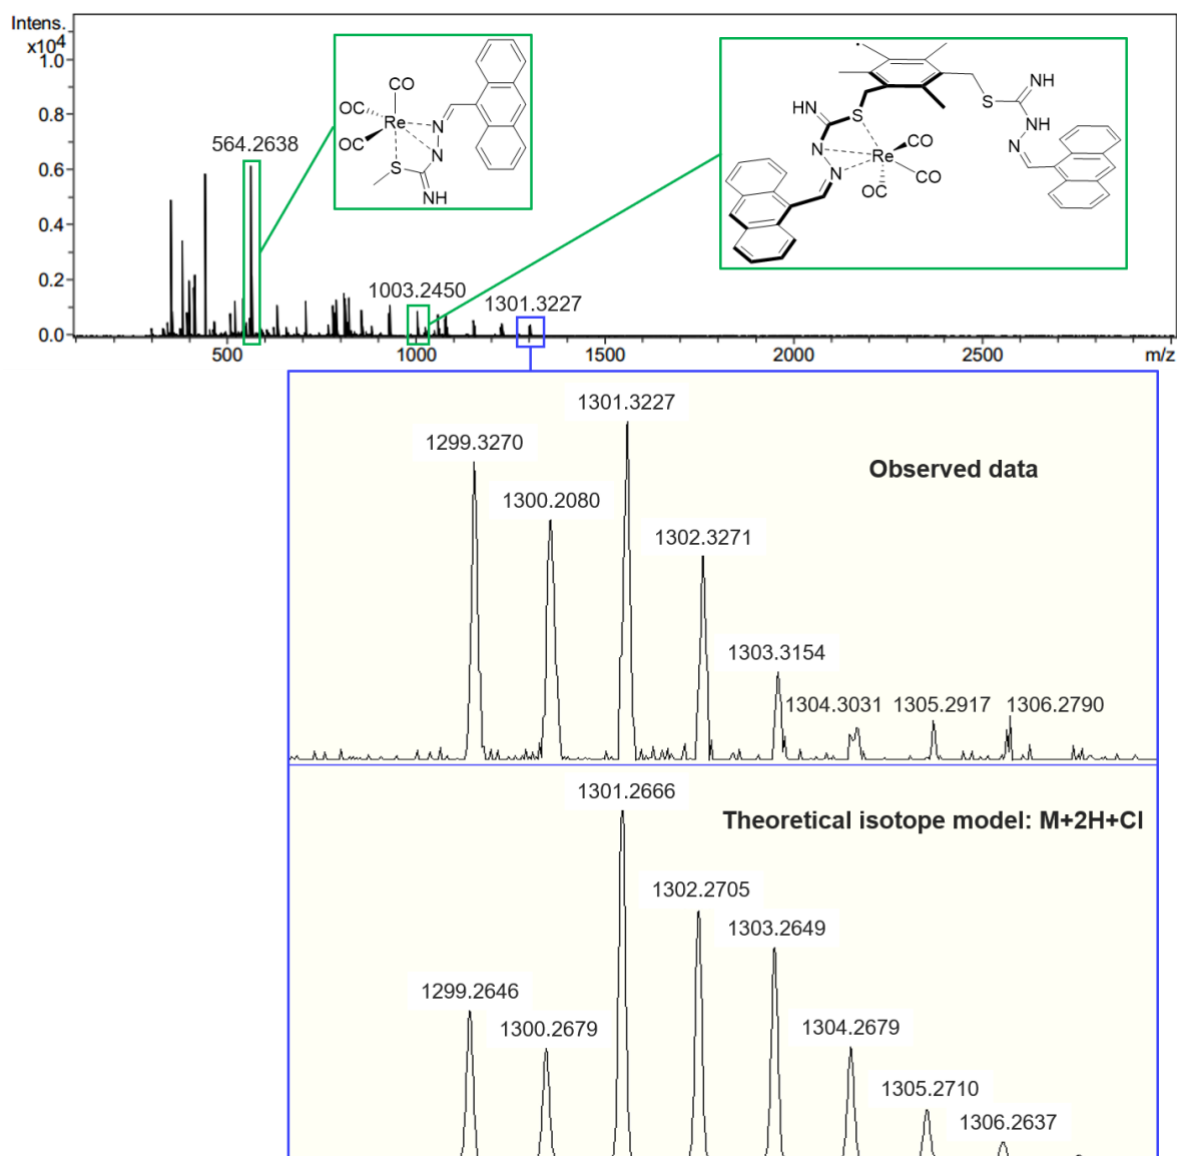 Intens.
x10⁴
1.0
0.8
0.6
0.4
0.2
0.0
564.2638
1003.2450
1301.3227
500
1000
1500
2000
2500
m/z
CO
OC
Re
OC
N
N
S
NH
NH
S
HN
S
NH
N
N
Re
CO
N
CO
OC
1301.3227
1299.3270
1300.2080
Observed data
1302.3271
1303.3154
1304.3031 1305.2917 1306.2790
1301.2666
Theoretical isotope model: M+2H+Cl
1302.2705
1303.2649
1299.2646
1300.2679
1304.2679
1305.2710
1306.2637